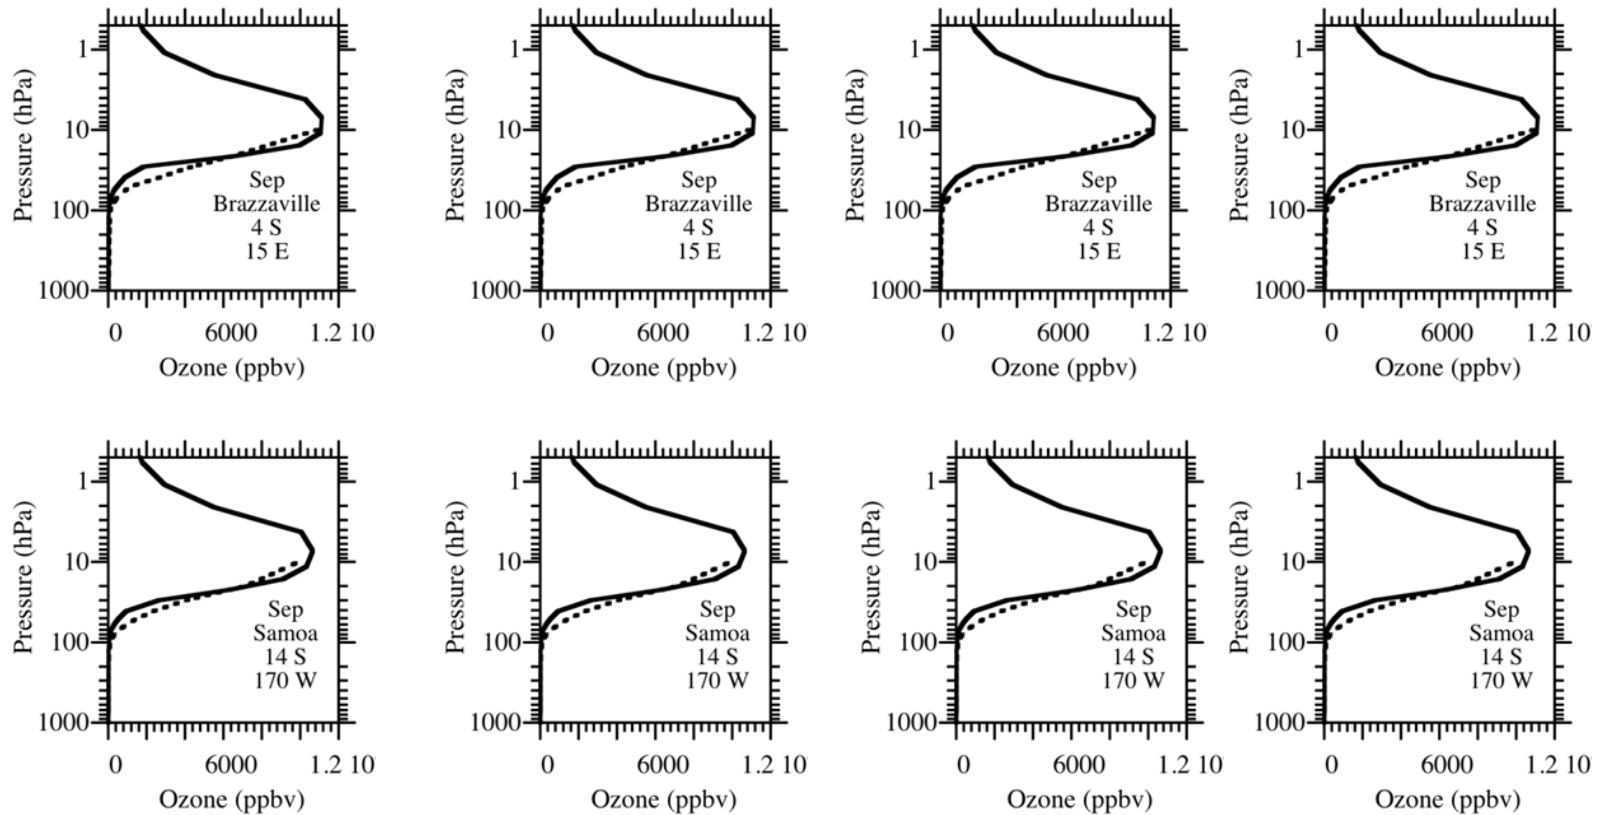 Pressure (hPa)
1
10
100
1000
Sep
Brazzaville
4 S
15 E
0 6000 1.2 10
Ozone (ppbv)
Pressure (hPa)
1
10
100
1000
Sep
Brazzaville
4 S
15 E
0 6000 1.2 10
Ozone (ppbv)
Pressure (hPa)
1
10
100
1000
Sep
Brazzaville
4 S
15 E
0 6000 1.2 10
Ozone (ppbv)
Pressure (hPa)
1
10
100
1000
Sep
Brazzaville
4 S
15 E
0 6000 1.2 10
Ozone (ppbv)
Pressure (hPa)
1
10
100
1000
Sep
Samoa
14 S
170 W
0 6000 1.2 10
Ozone (ppbv)
Pressure (hPa)
1
10
100
1000
Sep
Samoa
14 S
170 W
0 6000 1.2 10
Ozone (ppbv)
Pressure (hPa)
1
10
100
1000
Sep
Samoa
14 S
170 W
0 6000 1.2 10
Ozone (ppbv)
Pressure (hPa)
1
10
100
1000
Sep
Samoa
14 S
170 W
0 6000 1.2 10
Ozone (ppbv)